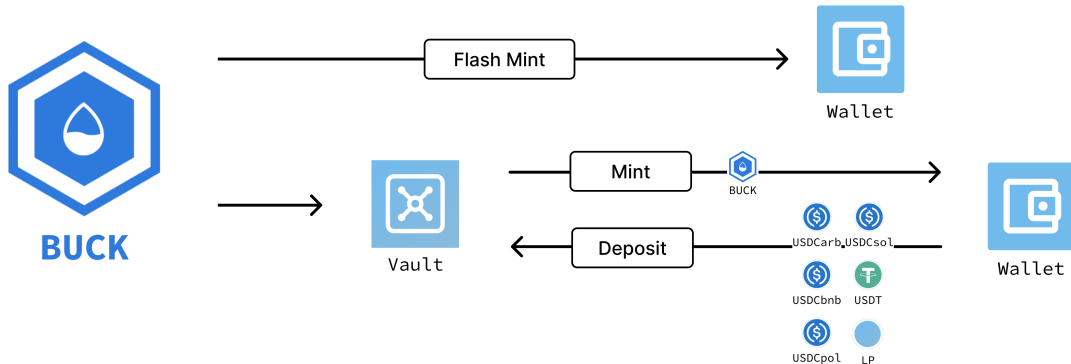 Flash Mint
Wallet
BUCK
Mint
BUCK
Vault
Deposit
USDCarb USDCsol
USDCbnb USDT
USDCpol LP
Wallet